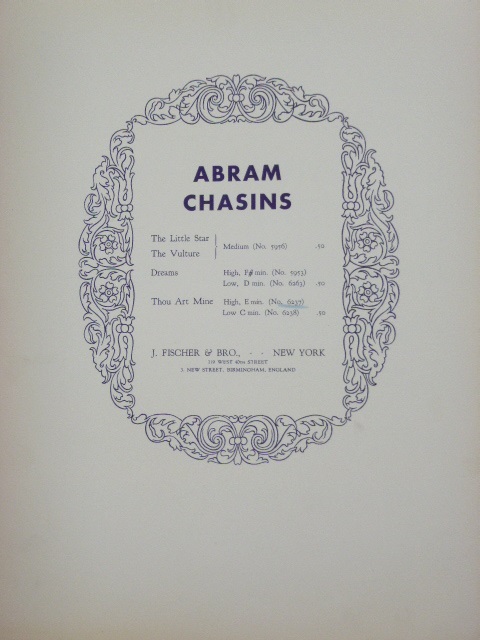 ABRAM
CHASINS
The Little Star
The Vulture
Medium (No. 5956) .50
Dreams High, F♯ min. (No. 5953)
Low, D min. (No. 6263) .50
Thou Art Mine High, E min. (No. 6237)
Low C min. (No. 6238) .50
J. FISCHER & BRO., - - NEW YORK
119 WEST 40th STREET
3, NEW STREET, BIRMINGHAM, ENGLAND